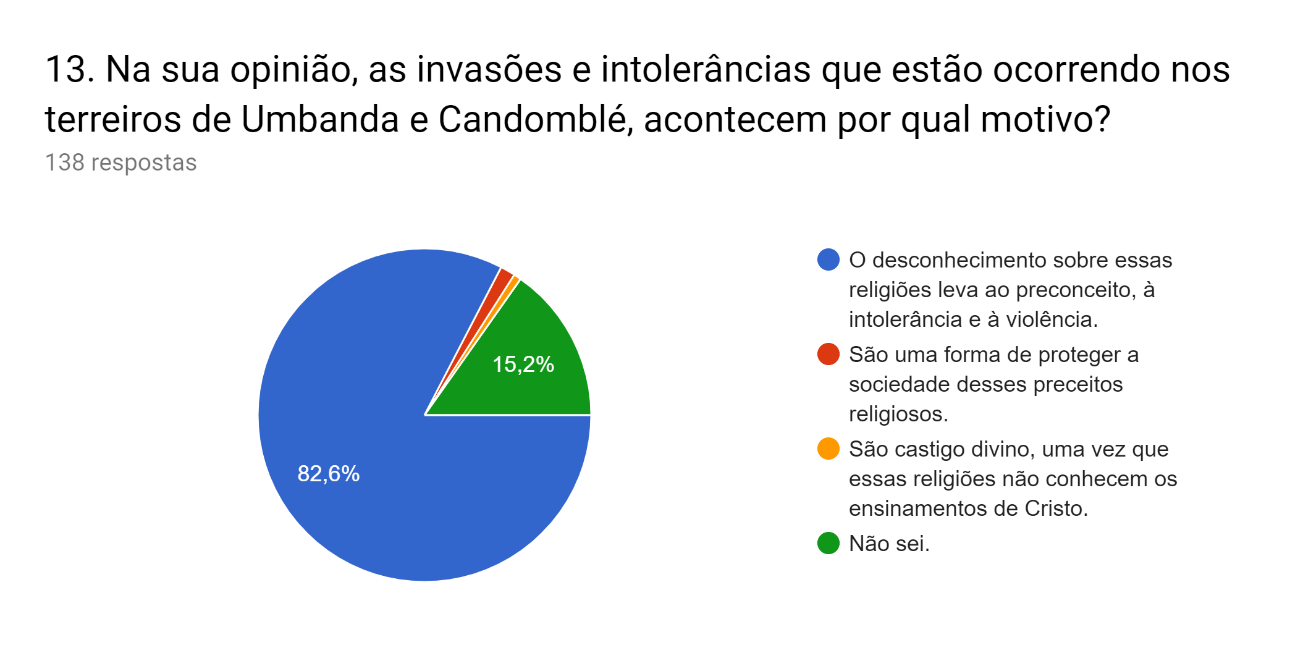 13. Na sua opinião, as invasões e intolerâncias que estão ocorrendo nos
terreiros de Umbanda e Candomblé, acontecem por qual motivo?
138 respostas
15,2%
82,6%
O desconhecimento sobre essas
religiões leva ao preconceito, à
intolerância e à violência.
São uma forma de proteger a
sociedade desses preceitos
religiosos.
São castigo divino, uma vez que
essas religiões não conhecem os
ensinamentos de Cristo.
Não sei.